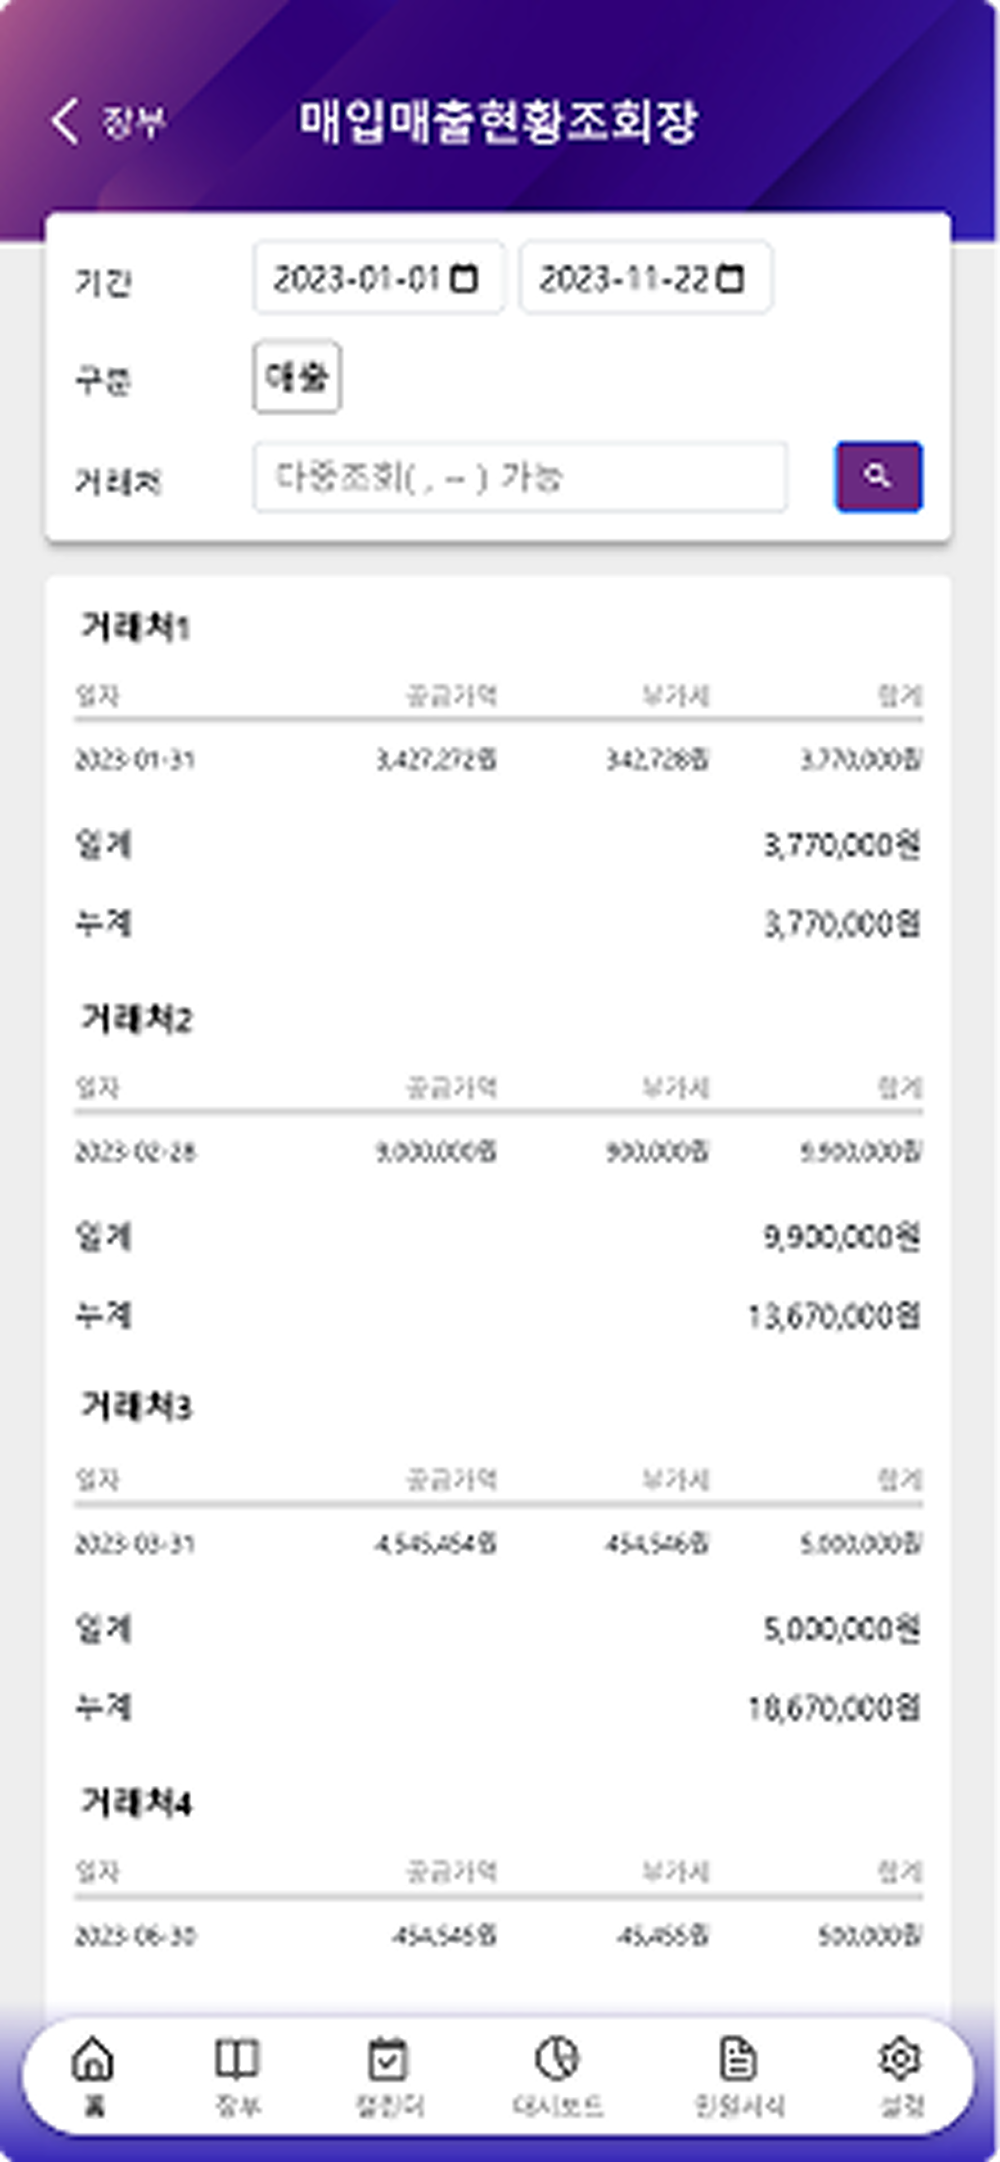 장부
매입매출현황조회장
기간 2023-01-01 2023-11-22
구분 매출
거래처 다중조회( , ~ ) 가능
거래처1
일자 공급가액 부가세 합계
2023-01-31 3,427,272원 342,728원 3,770,000원
일계 3,770,000원
누계 3,770,000원
거래처2
일자 공급가액 부가세 합계
2023-02-28 9,000,000원 900,000원 9,900,000원
일계 9,900,000원
누계 13,670,000원
거래처3
일자 공급가액 부가세 합계
2023-03-31 4,545,454원 454,546원 5,000,000원
일계 5,000,000원
누계 18,670,000원
거래처4
일자 공급가액 부가세 합계
2023-06-30 454,545원 45,455원 500,000원
홈 장부 캘린더 대시보드 민원서식 설정